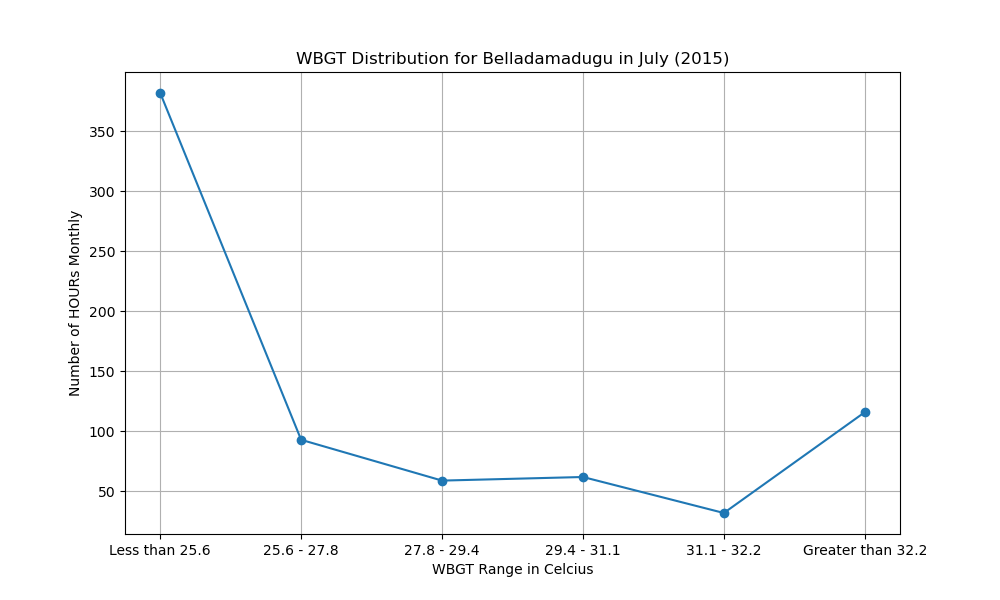 WBGT Distribution for Belladamadugu in July (2015)
Number of HOURs Monthly
350
300
250
200
150
100
50
Less than 25.6
25.6 - 27.8
27.8 - 29.4
29.4 - 31.1
31.1 - 32.2
Greater than 32.2
WBGT Range in Celcius